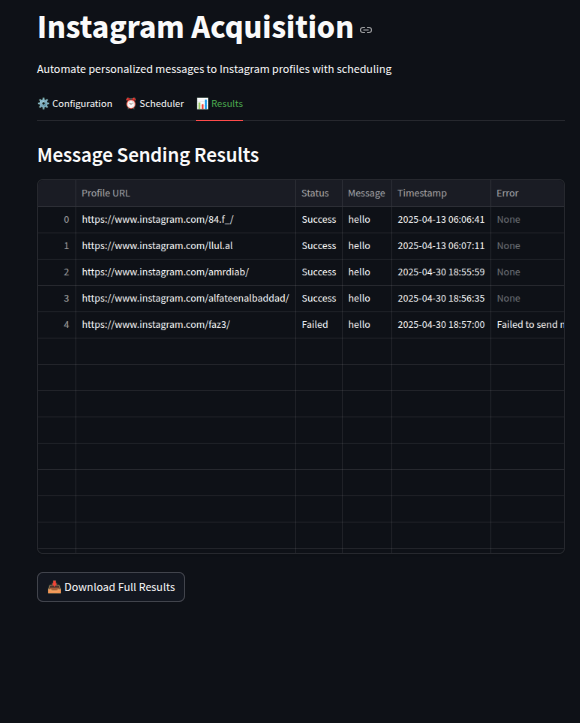 Instagram Acquisition
Automate personalized messages to Instagram profiles with scheduling
Configuration Scheduler Results
Message Sending Results
Profile URL Status Message Timestamp Error
0 https://www.instagram.com/84.f_/ Success hello 2025-04-13 06:06:41 None
1 https://www.instagram.com/llul.al Success hello 2025-04-13 06:07:11 None
2 https://www.instagram.com/amrdiab/ Success hello 2025-04-30 18:55:59 None
3 https://www.instagram.com/alfateenalbaddad/ Success hello 2025-04-30 18:56:35 None
4 https://www.instagram.com/faz3/ Failed hello 2025-04-30 18:57:00 Failed to send
Download Full Results